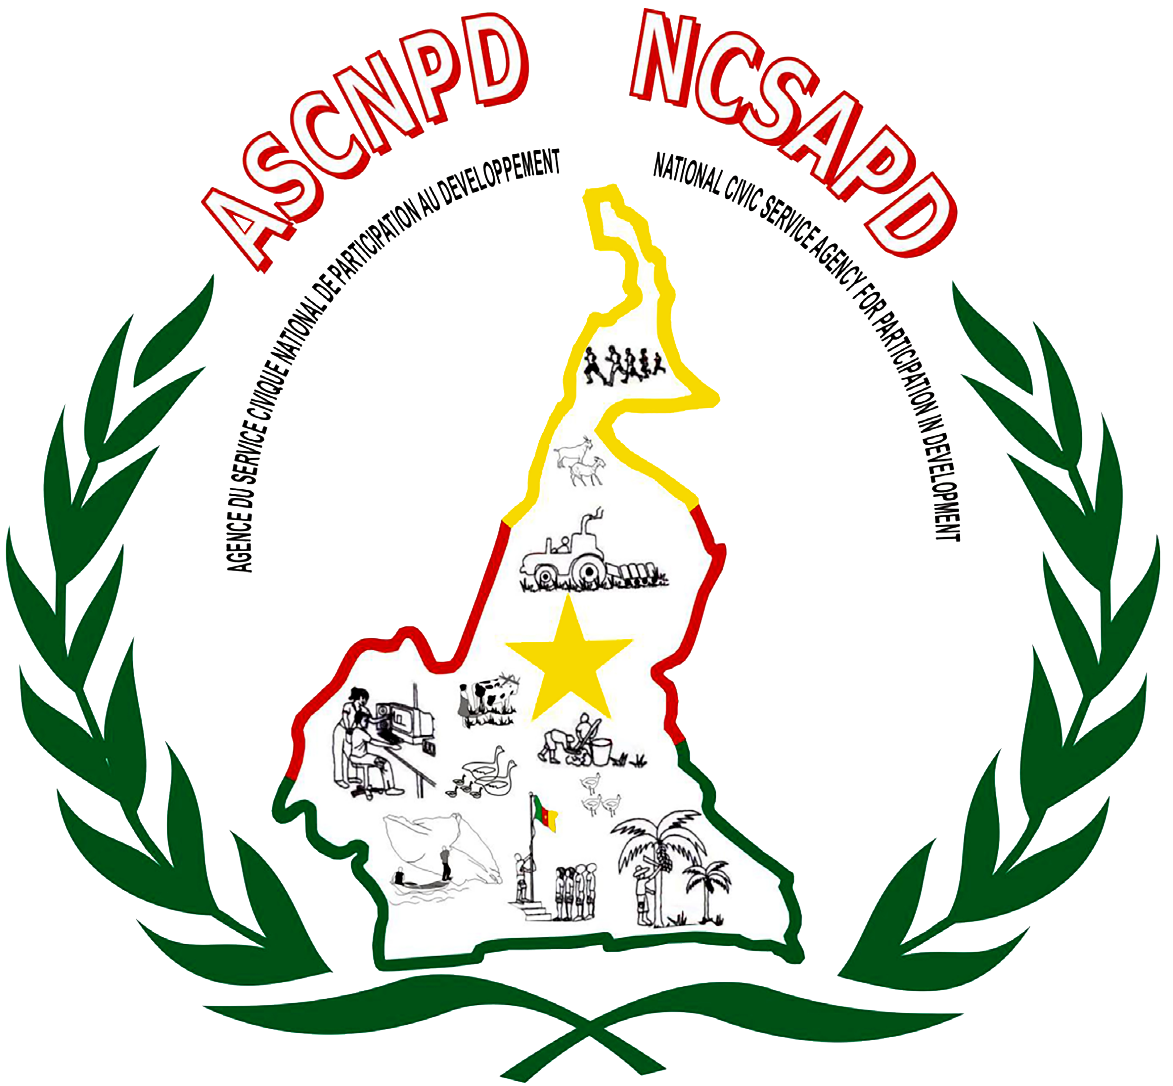 ASCNPD
NCSAPD
AGENCE DU SERVICE CIVIQUE NATIONAL DE PARTICIPATION AU DEVELOPPEMENT
NATIONAL CIVIC SERVICE AGENCY FOR PARTICIPATION IN DEVELOPMENT